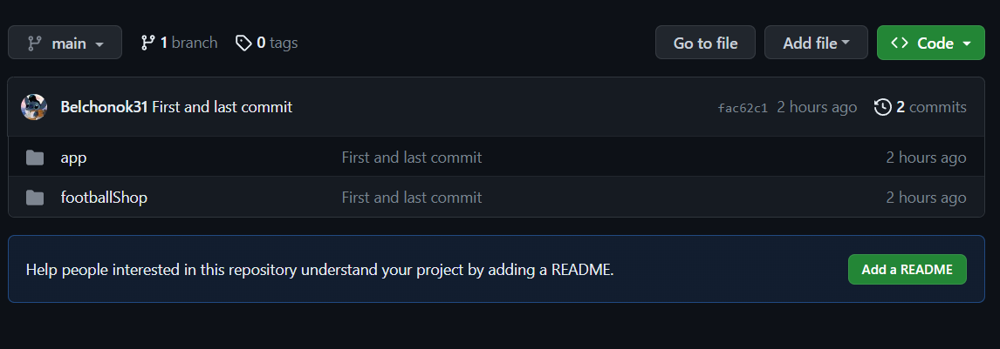 main 1 branch 0 tags Go to file Add file Code
Belchonok31 First and last commit fac62c1 2 hours ago 2 commits
app First and last commit 2 hours ago
footballShop First and last commit 2 hours ago
Help people interested in this repository understand your project by adding a README. Add a README